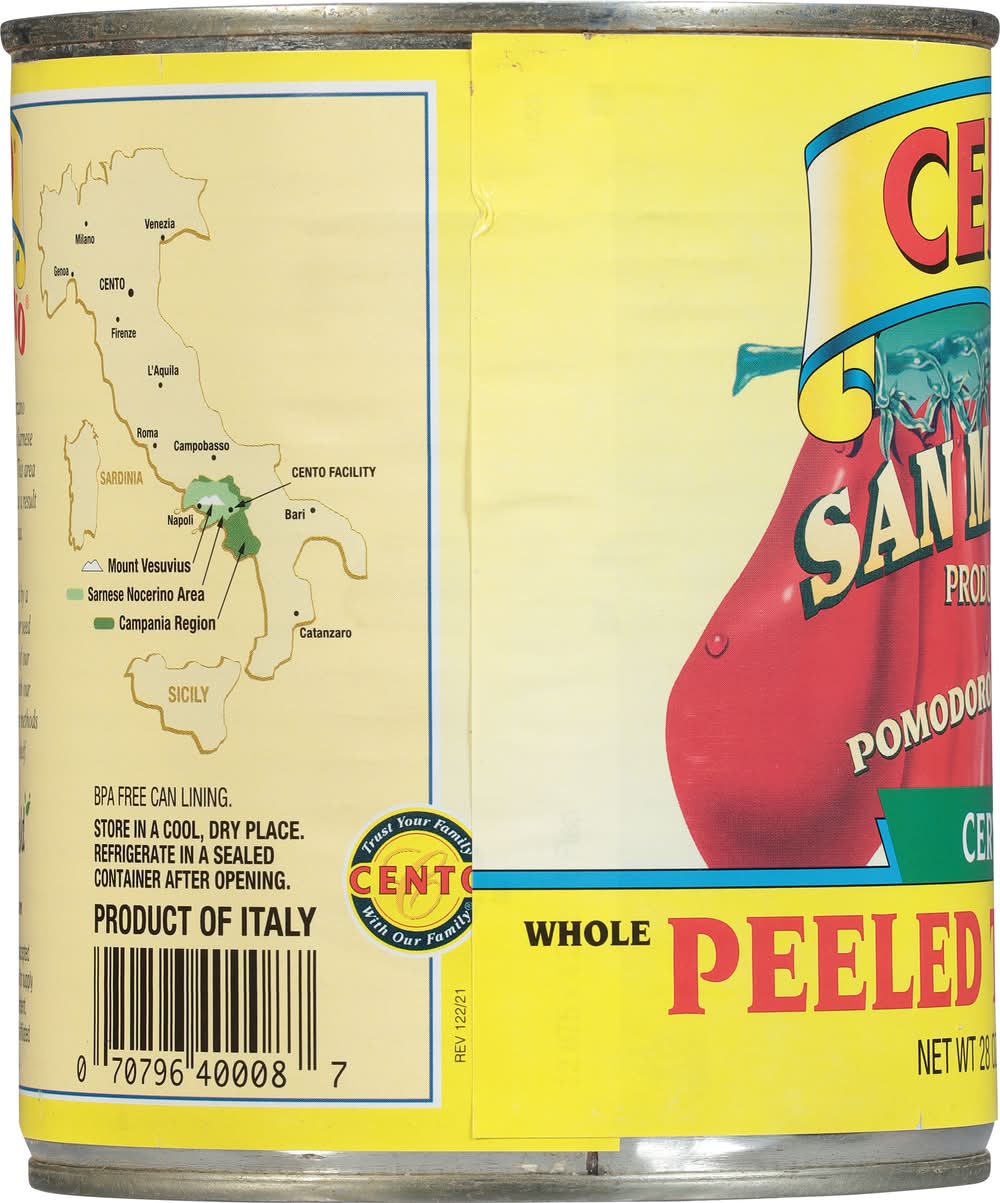 Milano
Venezia
Genoa
CENTO
Firenze
L'Aquila
Roma
Campobasso
SARDINIA
CENTO FACILITY
Napoli
Bari
Mount Vesuvius
Sarnese Nocerino Area
Campania Region
Catanzaro
SICILY
BPA FREE CAN LINING.
STORE IN A COOL, DRY PLACE.
REFRIGERATE IN A SEALED
CONTAINER AFTER OPENING.
PRODUCT OF ITALY
0 70796 40008 7
Trust Your Family
CENTO
With Our Family®
REV 122/21
CE
SAN M
PRODU
POMODORO
CER
WHOLE PEELED
NET WT 28